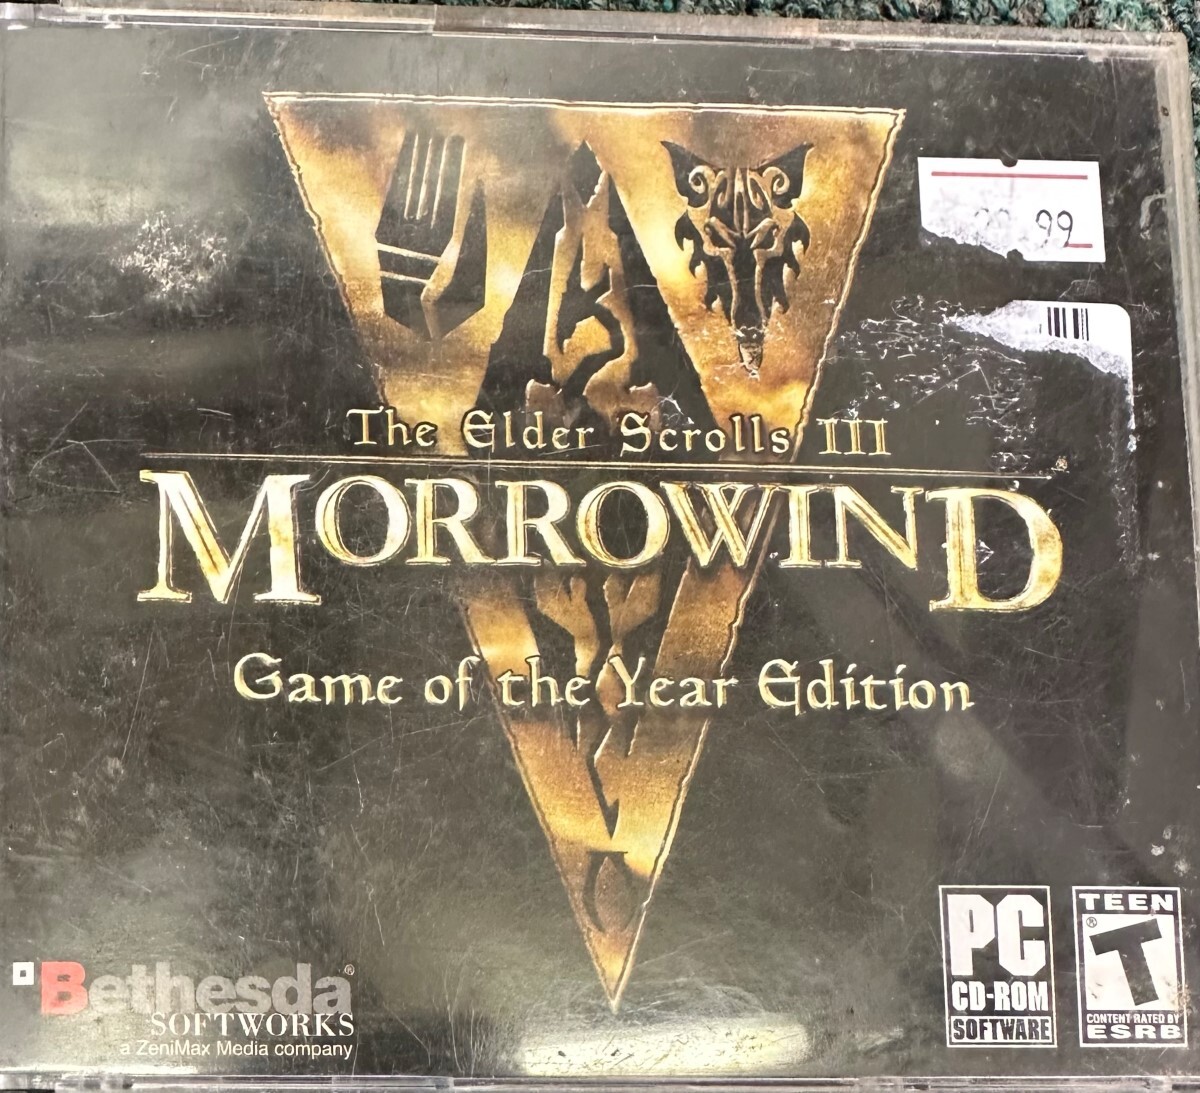 99
The Elder Scrolls III
MORROWIND
Game of the Year Edition
Bethesda®
SOFTWORKS
a ZeniMax Media company
PC
CD-ROM
SOFTWARE
TEEN
®
T
CONTENT RATED BY
ESRB